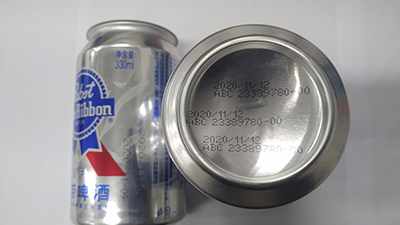 净含量
330ml
Pabst
Ribbon
啤酒
2020/11/12
ABC 23389780-00
2020/11/12
ABC 23389780-00
2020/11/12
ABC 23389780-00